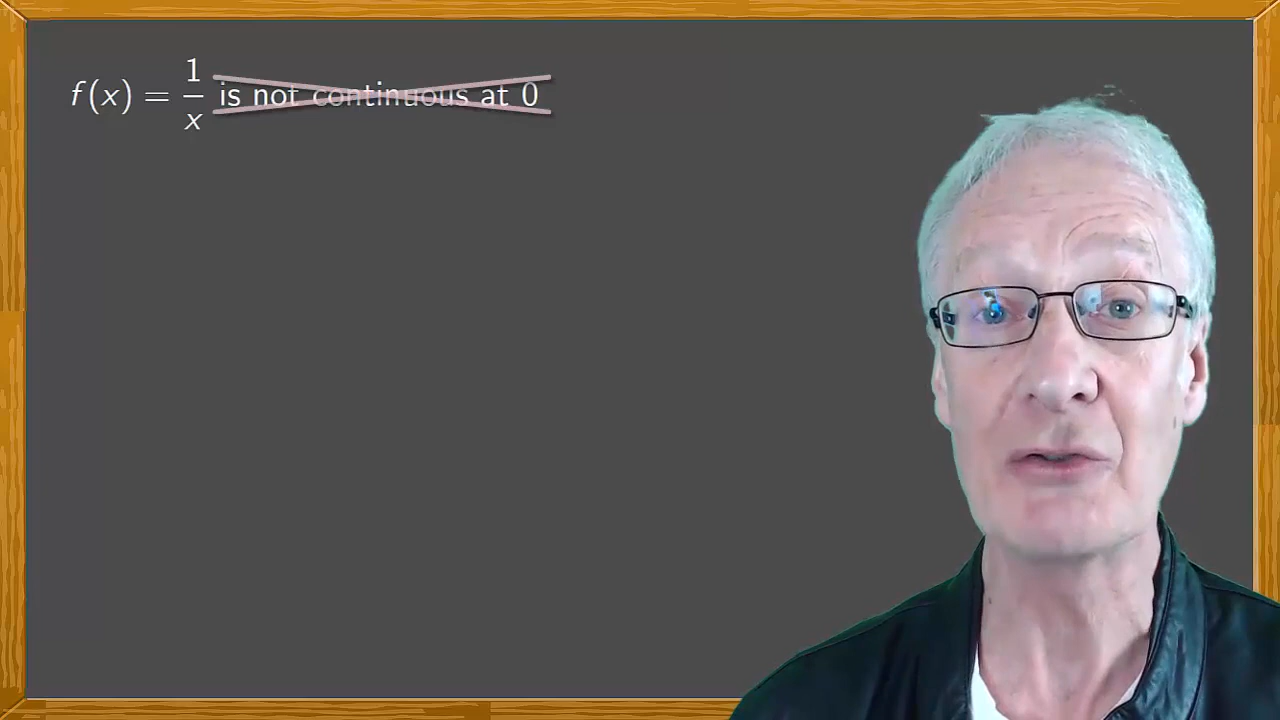 f(x) = 1/x is not continuous at 0